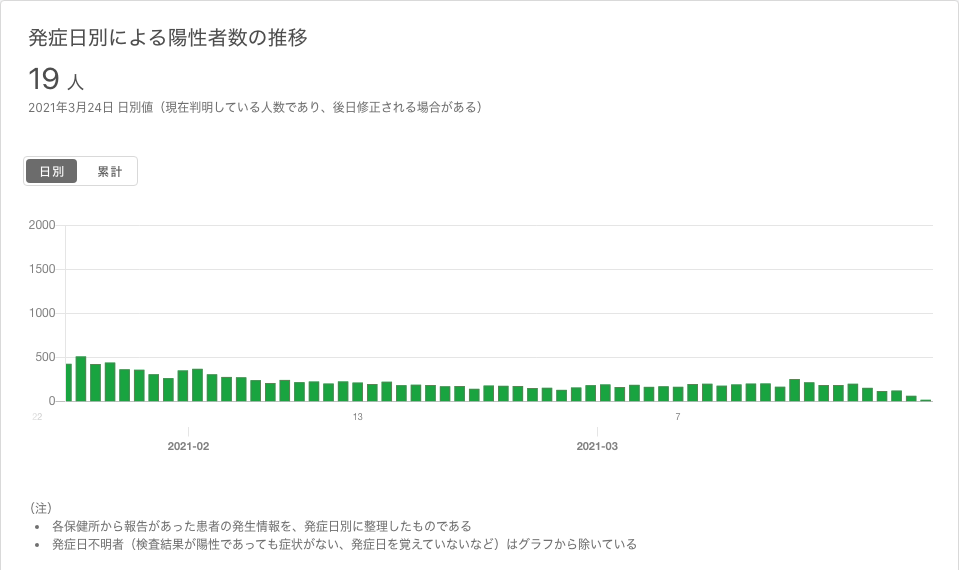 発症日別による陽性者数の推移
19 人
2021年3月24日 日別値（現在判明している人数であり、後日修正される場合がある）
日別 累計
2000
1500
1000
500
0
22 13 7
2021-02 2021-03
（注）
• 各保健所から報告があった患者の発生情報を、発症日別に整理したものである
• 発症日不明者（検査結果が陽性であっても症状がない、発症日を覚えていないなど）はグラフから除いている